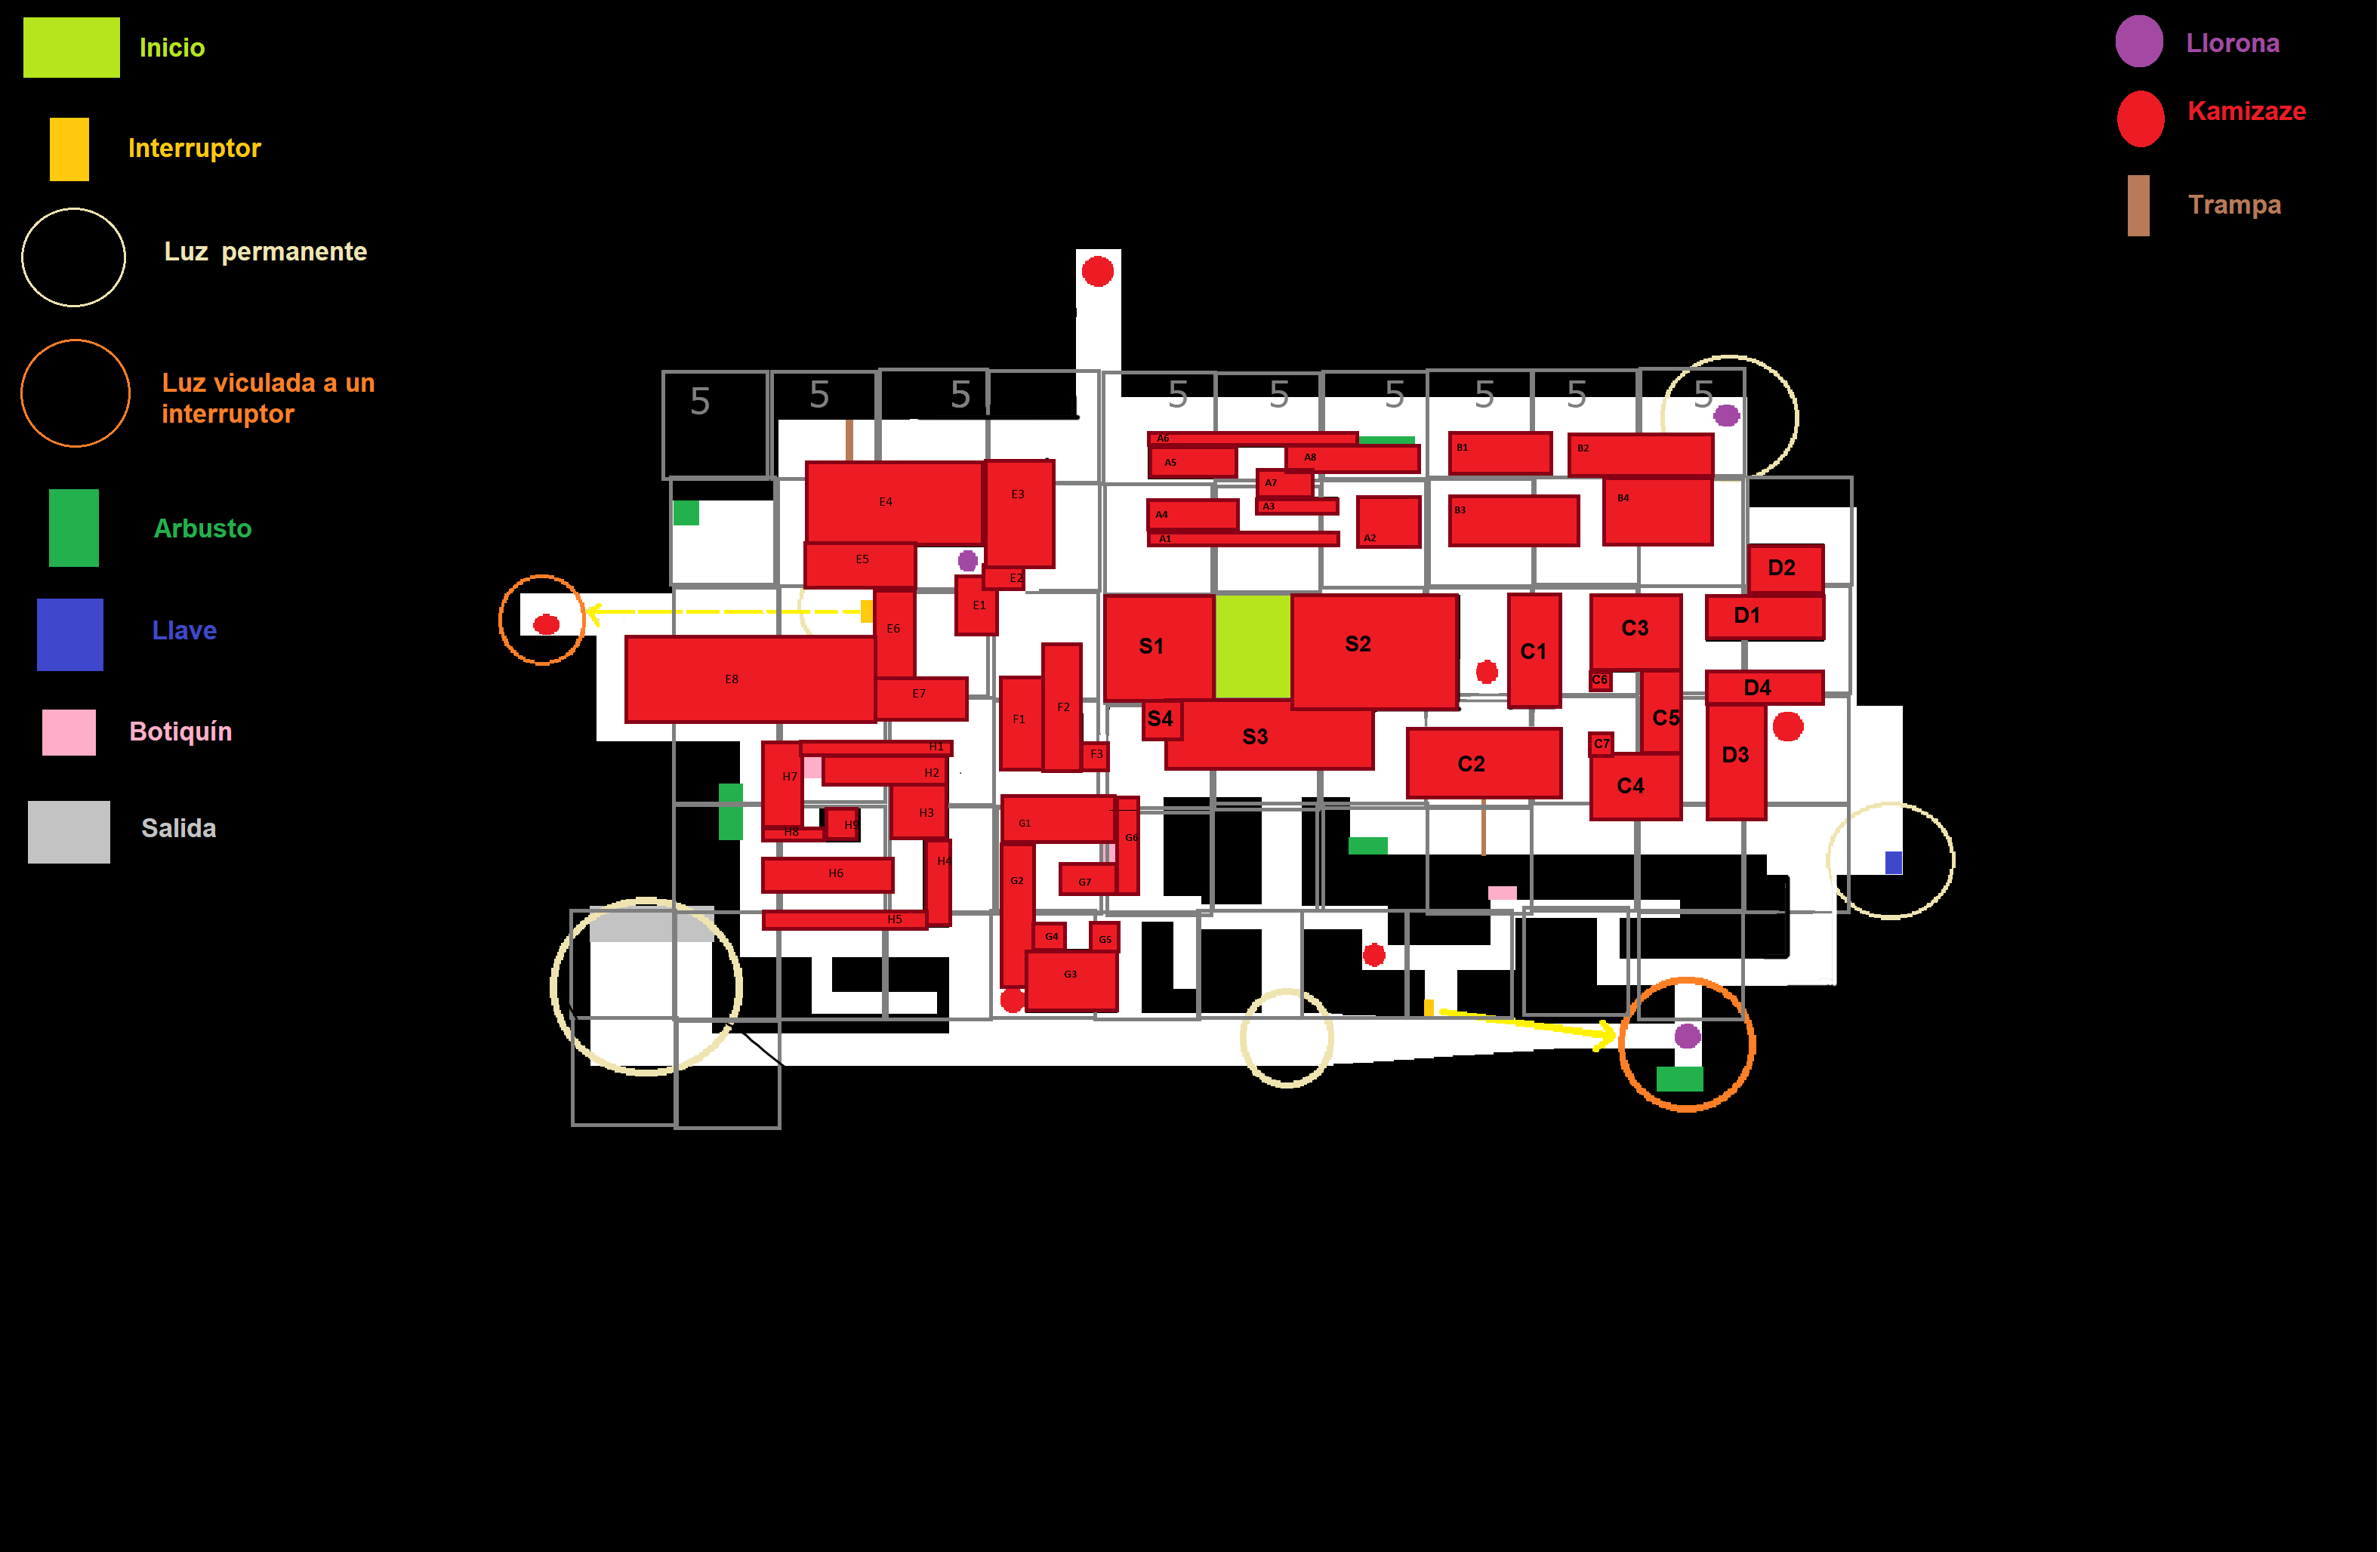 Inicio
Interruptor
Luz permanente
Luz viculada a un
interruptor
Arbusto
Llave
Botiquín
Salida
Llorona
Kamizaze
Trampa
5 5 5 5 5 5 5 5 5
A6
A5 A8
A7
A4 A3
A1 A2
B1 B2
B3 B4
E4 E3
E5
E2
E1
E6
E8
E7
F1 F2
F3
S1 S2
S4 S3
C1 C3
C6
C5
C2 C7
C4
D2
D1
D4
D3
H1
H7 H2
H3
H8 H9
H4
H6
H5
G1 G6
G2 G7
G4 G5
G3